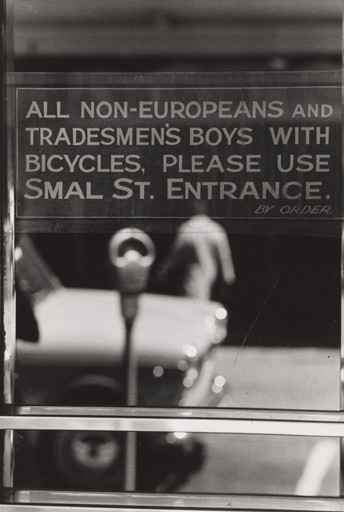 ALL NON-EUROPEANS AND
TRADESMEN'S BOYS WITH
BICYCLES, PLEASE USE
SMAL ST. ENTRANCE.
BY ORDER.